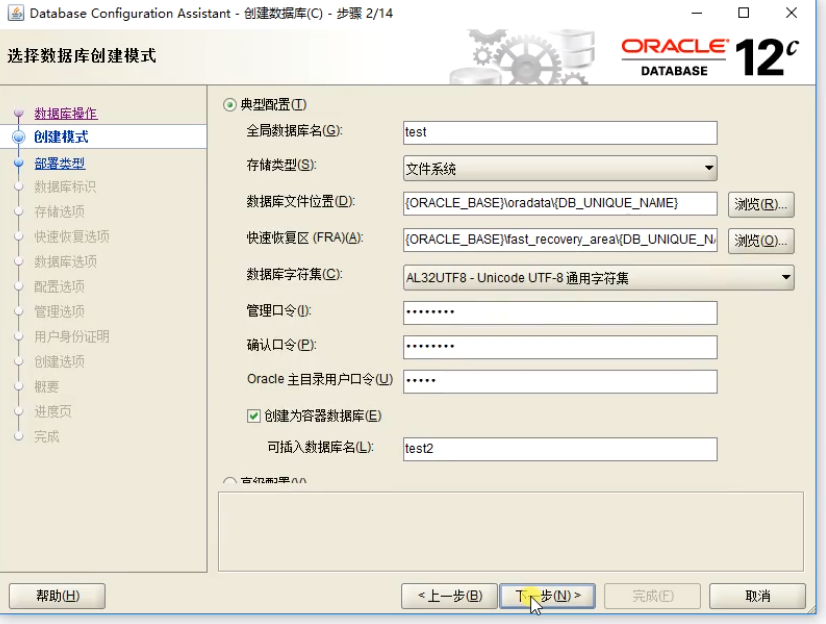 Database Configuration Assistant - 创建数据库(C) - 步骤 2/14
选择数据库创建模式
ORACLE
DATABASE
12c
数据库操作
创建模式
部署类型
数据库标识
存储选项
快速恢复选项
数据库选项
配置选项
管理选项
用户身份证明
创建选项
概要
进度页
完成
典型配置(T)
全局数据库名(G): test
存储类型(S): 文件系统
数据库文件位置(D): {ORACLE_BASE}\oradata\{DB_UNIQUE_NAME} 浏览(R)...
快速恢复区 (FRA)(A): {ORACLE_BASE}\fast_recovery_area\{DB_UNIQUE_N 浏览(O)...
数据库字符集(C): AL32UTF8 - Unicode UTF-8 通用字符集
管理口令(I): ••••••••
确认口令(P): ••••••••
Oracle 主目录用户口令(U) •••••
创建为容器数据库(E)
可插入数据库名(L): test2
高级配置(V)
帮助(H) <上一步(B) 下一步(N)> 完成(F) 取消